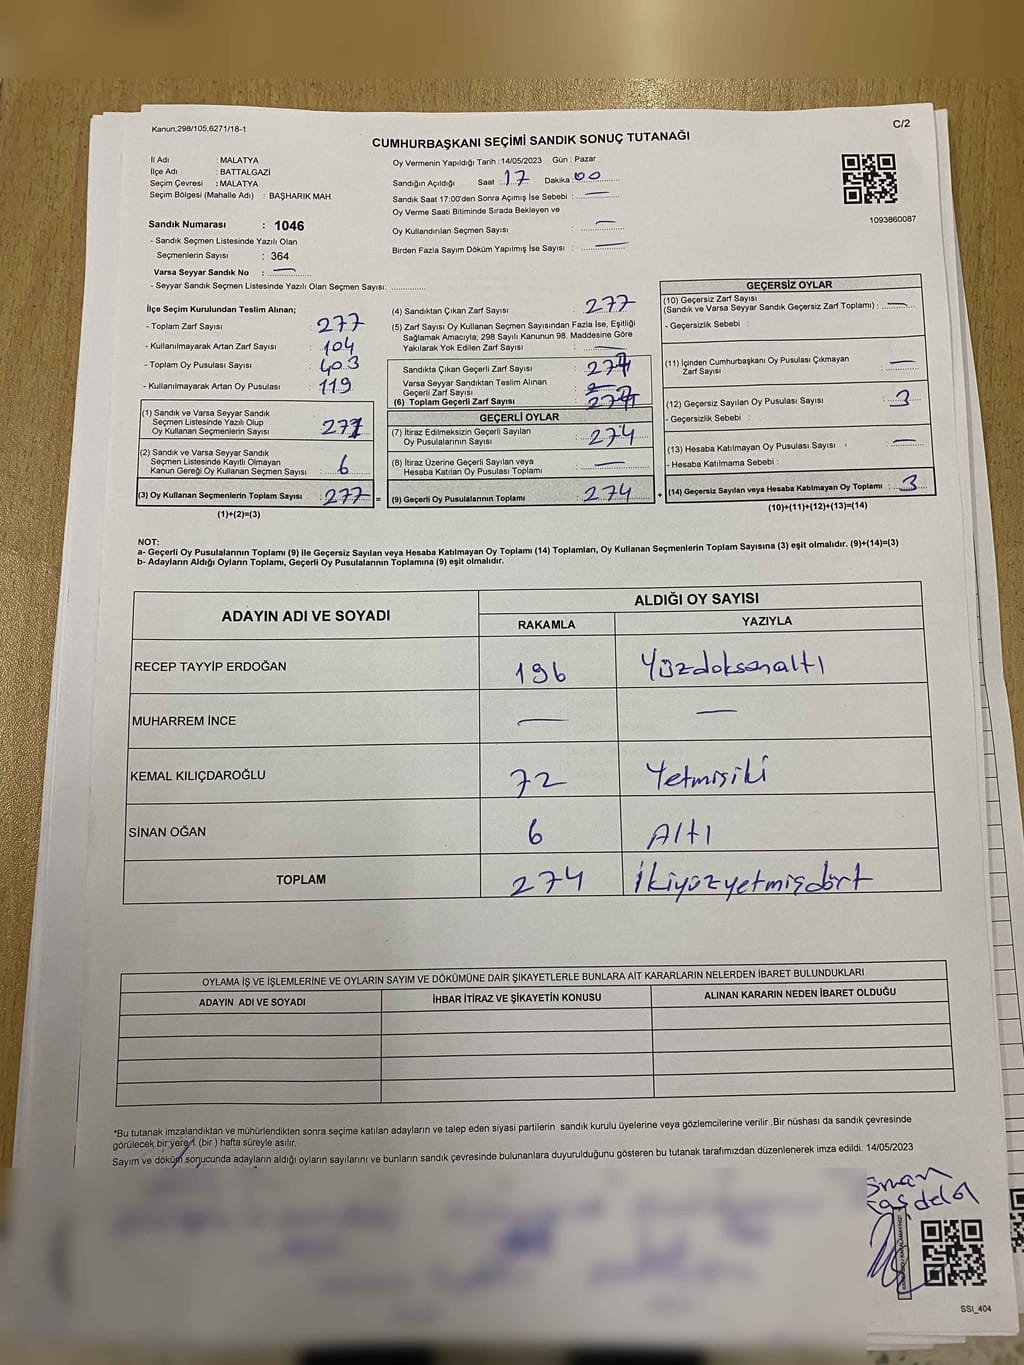 Kanun;298/105,6271/18-1
C/2
CUMHURBAŞKANI SEÇİMİ SANDIK SONUÇ TUTANAĞI
İl Adı : MALATYA
İlçe Adı : BATTALGAZİ
Seçim Çevresi : MALATYA
Seçim Bölgesi (Mahalle Adı) : BAŞHARIK MAH.
Sandık Numarası : 1046
- Sandık Seçmen Listesinde Yazılı Olan
Seçmenlerin Sayısı : 364
Varsa Seyyar Sandık No : —
- Seyyar Sandık Seçmen Listesinde Yazılı Olan Seçmen Sayısı: ..............
Oy Vermenin Yapıldığı Tarih : 14/05/2023 Gün : Pazar
Sandığın Açıldığı Saat : 17 Dakika : 00
Sandık Saat 17:00'den Sonra Açımış İse Sebebi : —
Oy Verme Saati Bitiminde Sırada Bekleyen ve
Oy Kullandırılan Seçmen Sayısı : —
Birden Fazla Sayım Döküm Yapılmış İse Sayısı : —
1093860087
İlçe Seçim Kurulundan Teslim Alınan;
- Toplam Zarf Sayısı : 277
- Kullanılmayarak Artan Zarf Sayısı : 104
- Toplam Oy Pusulası Sayısı : 403
- Kullanılmayarak Artan Oy Pusulası : 119
(1) Sandık ve Varsa Seyyar Sandık
Seçmen Listesinde Yazılı Olup
Oy Kullanan Seçmenlerin Sayısı : 271
(2) Sandık ve Varsa Seyyar Sandık
Seçmen Listesinde Kayıtlı Olmayan
Kanun Gereği Oy Kullanan Seçmen Sayısı : 6
(3) Oy Kullanan Seçmenlerin Toplam Sayısı : 277 =
(1)+(2)=(3)
(4) Sandıktan Çıkan Zarf Sayısı : 277
(5) Zarf Sayısı Oy Kullanan Seçmen Sayısından Fazla İse, Eşitliği
Sağlamak Amacıyla; 298 Sayılı Kanunun 98. Maddesine Göre
Yakılarak Yok Edilen Zarf Sayısı : —
Sandıkta Çıkan Geçerli Zarf Sayısı : 277
Varsa Seyyar Sandıktan Teslim Alınan
Geçerli Zarf Sayısı :
(6) Toplam Geçerli Zarf Sayısı : 277
GEÇERLİ OYLAR
(7) İtiraz Edilmeksizin Geçerli Sayılan
Oy Pusulalarının Sayısı : 274
(8) İtiraz Üzerine Geçerli Sayılan veya
Hesaba Katılan Oy Pusulası Toplamı : —
(9) Geçerli Oy Pusulalarının Toplamı : 274 +
GEÇERSİZ OYLAR
(10) Geçersiz Zarf Sayısı
(Sandık ve Varsa Seyyar Sandık Geçersiz Zarf Toplamı) : —
- Geçersizlik Sebebi :
(11) İçinden Cumhurbaşkanı Oy Pusulası Çıkmayan
Zarf Sayısı : —
(12) Geçersiz Sayılan Oy Pusulası Sayısı : 3
- Geçersizlik Sebebi :
(13) Hesaba Katılmayan Oy Pusulası Sayısı : —
- Hesaba Katılmama Sebebi :
(14) Geçersiz Sayılan veya Hesaba Katılmayan Oy Toplamı : 3
(10)+(11)+(12)+(13)=(14)
NOT:
a- Geçerli Oy Pusulalarının Toplamı (9) ile Geçersiz Sayılan veya Hesaba Katılmayan Oy Toplamı (14) Toplamları, Oy Kullanan Seçmenlerin Toplam Sayısına (3) eşit olmalıdır. (9)+(14)=(3)
b- Adayların Aldığı Oyların Toplamı, Geçerli Oy Pusulalarının Toplamına (9) eşit olmalıdır.
ADAYIN ADI VE SOYADI
ALDIĞI OY SAYISI
RAKAMLA YAZIYLA
RECEP TAYYİP ERDOĞAN 196 Yüzdoksanaltı
MUHARREM İNCE — —
KEMAL KILIÇDAROĞLU 72 Yetmişiki
SİNAN OĞAN 6 Altı
TOPLAM 274 İkiyüzyetmişdört
OYLAMA İŞ VE İŞLEMLERİNE VE OYLARIN SAYIM VE DÖKÜMÜNE DAİR ŞİKAYETLERLE BUNLARA AİT KARARLARIN NELERDEN İBARET BULUNDUKLARI
ADAYIN ADI VE SOYADI İHBAR İTİRAZ VE ŞİKAYETİN KONUSU ALINAN KARARIN NEDEN İBARET OLDUĞU
*Bu tutanak imzalandıktan ve mühürlendikten sonra seçime katılan adayların ve talep eden siyasi partilerin sandık kurulu üyelerine veya gözlemcilerine verilir .Bir nüshası da sandık çevresinde
görülecek bir yere 1 (bir) hafta süreyle asılır.
Sayım ve döküm sonucunda adayların aldığı oyların sayılarını ve bunların sandık çevresinde bulunanlara duyurulduğunu gösteren bu tutanak tarafımızdan düzenlenerek imza edildi. 14/05/2023
SSI_404